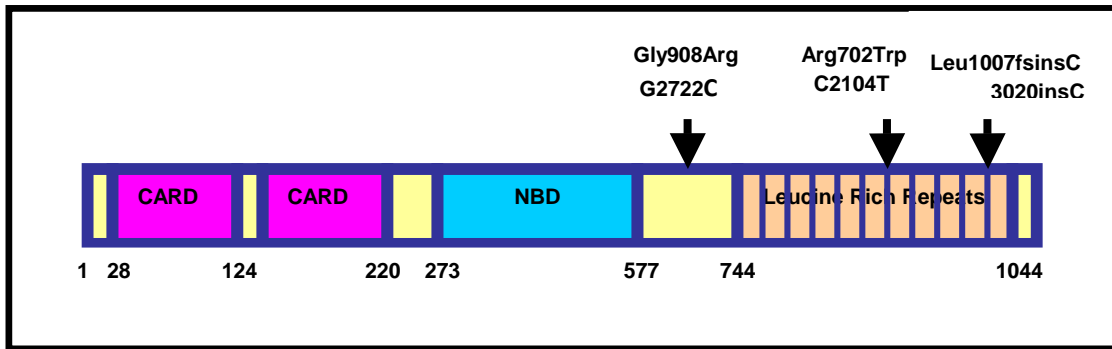 Gly908Arg
G2722C
Arg702Trp
C2104T
Leu1007fsinsC
3020insC
CARD
CARD
NBD
Leucine Rich Repeats
1 28 124 220 273 577 744 1044